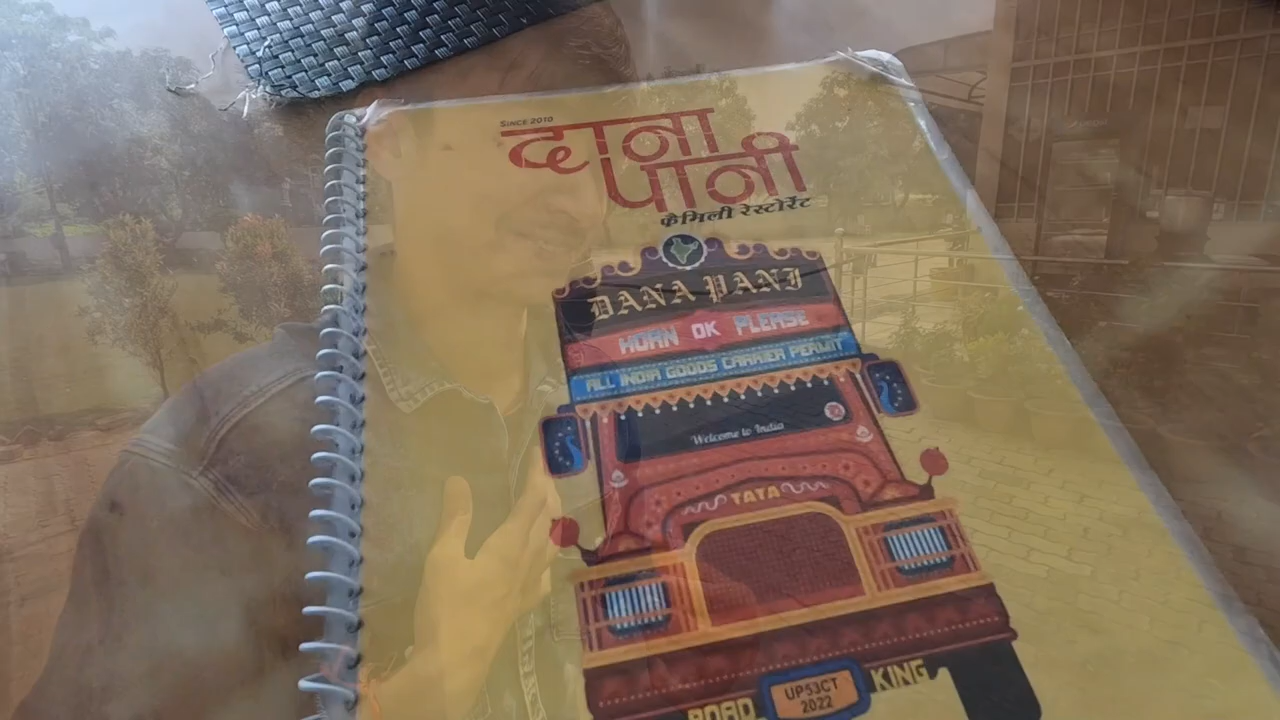 SINCE 2010
दाना
पानी
फैमिली रेस्टोरेंट
DANA PANI
HORN OK PLEASE
ALL INDIA GOODS CARRIER PERMIT
Welcome to India
TATA
ROAD KING
UP53CT
2022